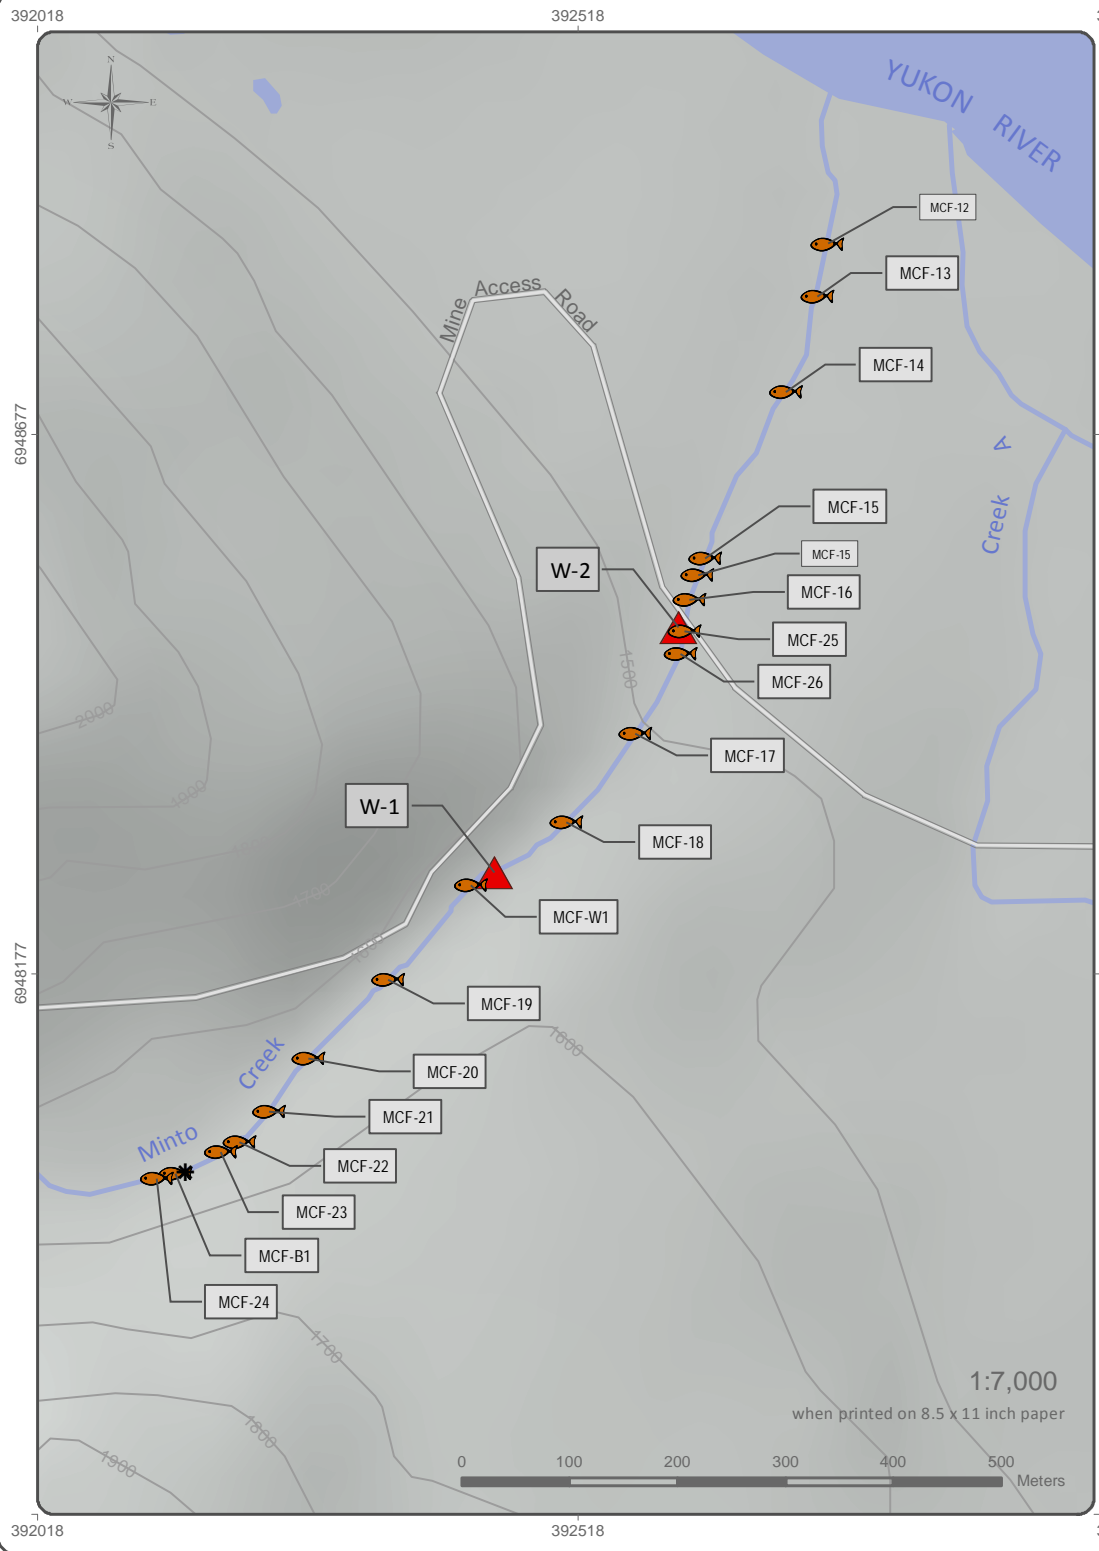 392018
392518
N
W
E
S
YUKON RIVER
MCF-12
MCF-13
Mine Access Road
MCF-14
6948677
A
Creek
MCF-15
MCF-15
W-2
MCF-16
MCF-25
1500
MCF-26
2000
MCF-17
1900
W-1
MCF-18
1700
MCF-W1
6948177
MCF-19
1600
Creek
MCF-20
MCF-21
Minto
MCF-22
MCF-23
MCF-B1
MCF-24
1700
1:7,000
when printed on 8.5 x 11 inch paper
1800
1900
0 100 200 300 400 500
Meters
392018
392518